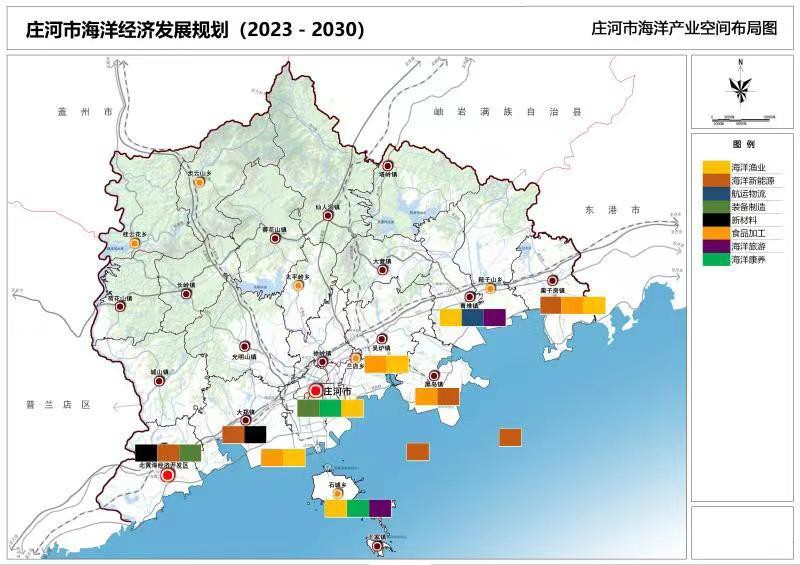 庄河市海洋经济发展规划（2023 - 2030）
庄河市海洋产业空间布局图
盖州市
岫岩满族自治县
东港市
普兰店区
N
图 例
海洋渔业
海洋新能源
航运物流
装备制造
新材料
食品加工
海洋旅游
海洋康养
步云山乡
塔岭镇
仙人洞镇
桂云花乡
蓉花山镇
大营镇
太平岭乡
长岭镇
荷花山镇
鞍子山乡
栗子房镇
青堆镇
光明山镇
吴炉镇
徐岭镇
兰店乡
城山镇
黑岛镇
庄河市
大郑镇
北黄海经济开发区
石城乡
王家镇